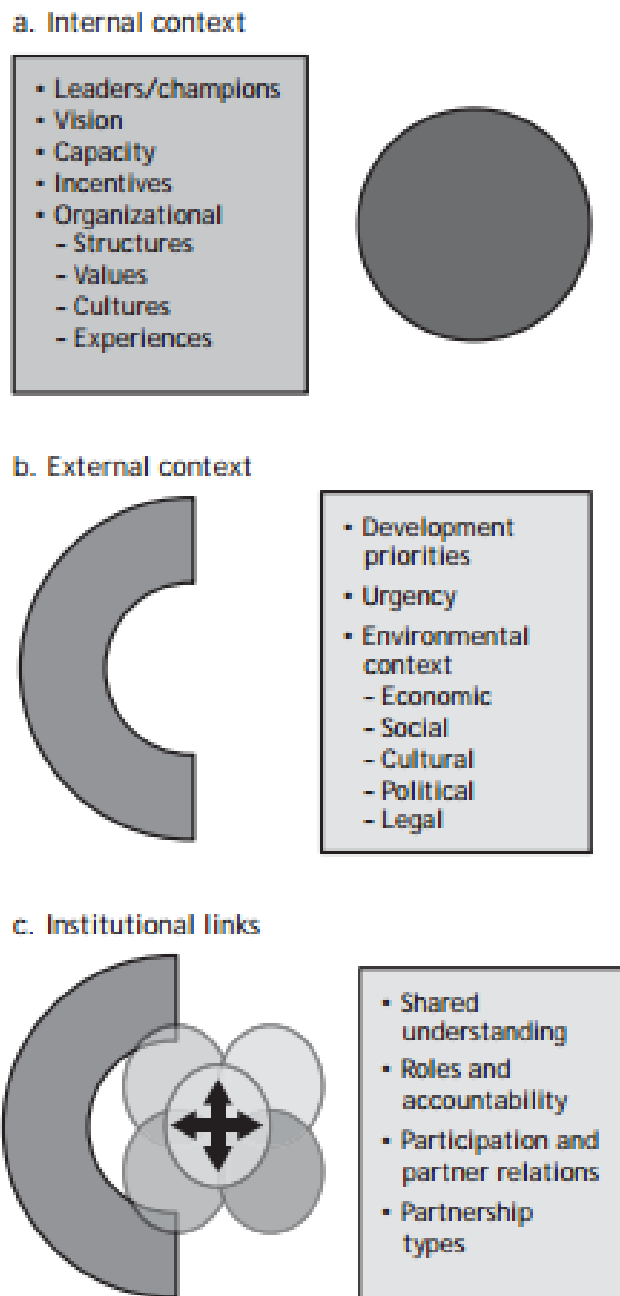 a. Internal context
• Leaders/champions
• Vision
• Capacity
• Incentives
• Organizational
– Structures
– Values
– Cultures
– Experiences
b. External context
• Development
priorities
• Urgency
• Environmental
context
– Economic
– Social
– Cultural
– Political
– Legal
c. Institutional links
• Shared
understanding
• Roles and
accountability
• Participation and
partner relations
• Partnership
types